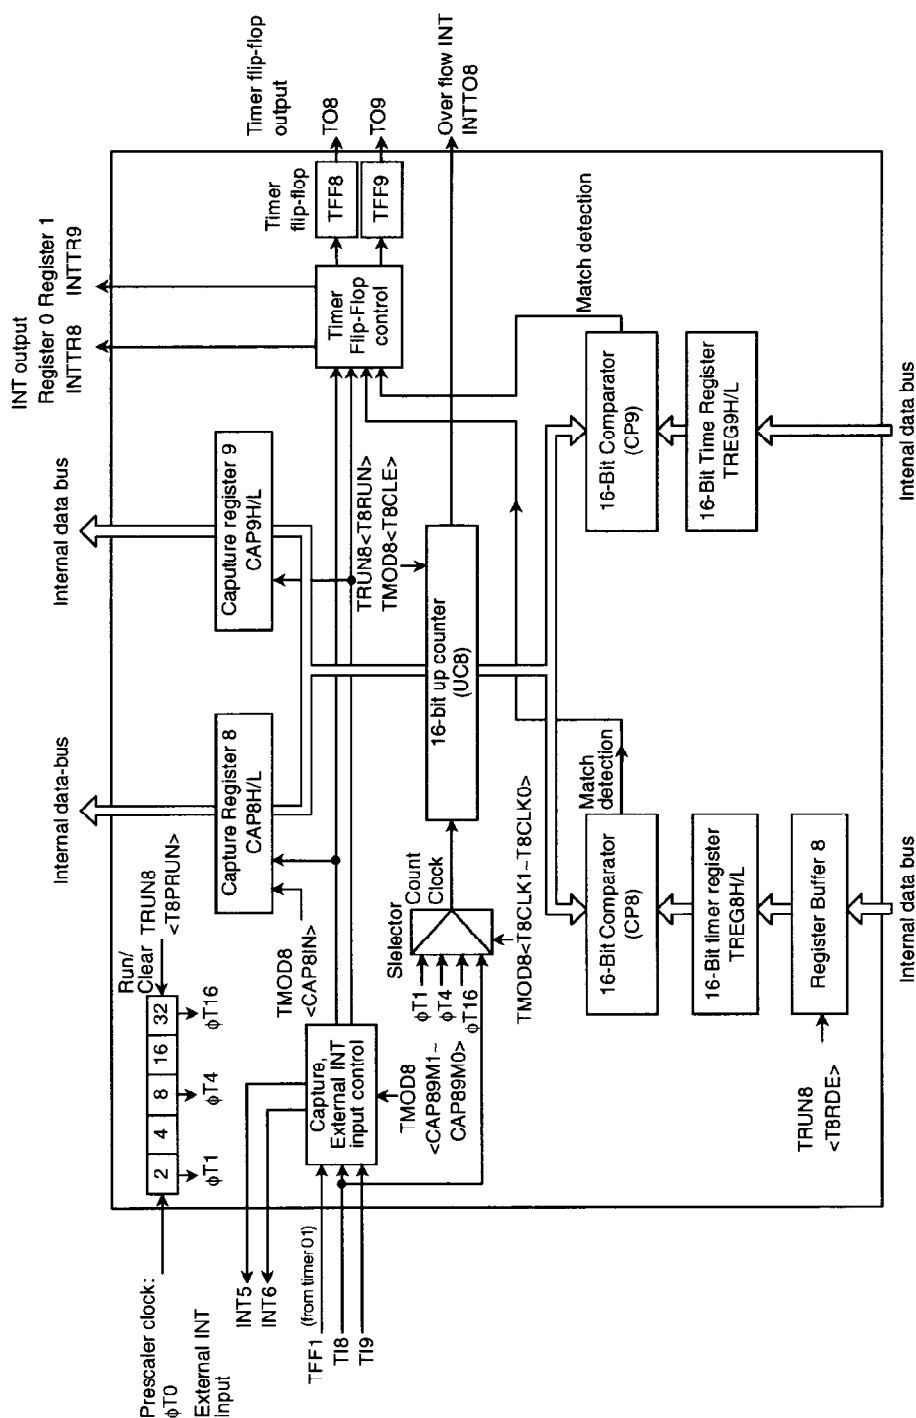 Prescaler clock:
φT0
External INT
input
2
4
8
16
32
φT1
φT4
φT16
Run/
Clear TRUN8
<T8PRUN>
INT5
INT6
TFF1 (from timer 01)
TI8
TI9
Capture,
External INT
input control
TMOD8
<CAP89M1~
CAP89M0>
TMOD8
<CAP8IN>
Internal data-bus
Capture Register 8
CAP8H/L
Internal data bus
Caputure register 9
CAP9H/L
INT output
Register 0 Register 1
INTTR8
INTTR9
Timer
Flip-Flop
control
Timer
flip-flop
TFF8
TFF9
Timer flip-flop
output
TO8
TO9
Over flow INT
INTTO8
φT1
φT4
φT16
Slelector
Count
Clock
TMOD8<T8CLK1~T8CLK0>
16-bit up counter
(UC8)
TRUN8<T8RUN>
TMOD8<T8CLE>
Match
detection
Match detection
16-Bit Comparator
(CP8)
16-Bit timer register
TREG8H/L
Register Buffer 8
TRUN8
<T8RDE>
Internal data bus
16-Bit Comparator
(CP9)
16-Bit Time Register
TREG9H/L
Intenal data bus